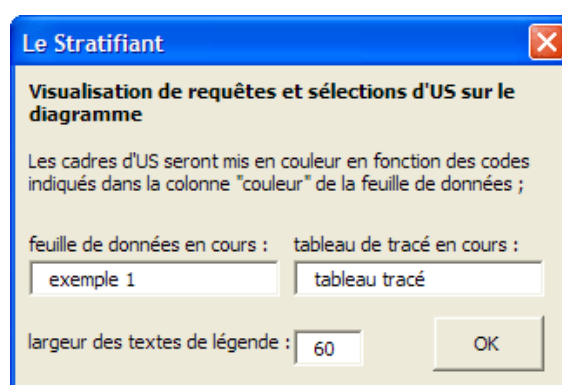 Le Stratifiant
Visualisation de requêtes et sélections d'US sur le
diagramme
Les cadres d'US seront mis en couleur en fonction des codes
indiqués dans la colonne "couleur" de la feuille de données ;
feuille de données en cours : tableau de tracé en cours :
exemple 1 tableau tracé
largeur des textes de légende : 60 OK